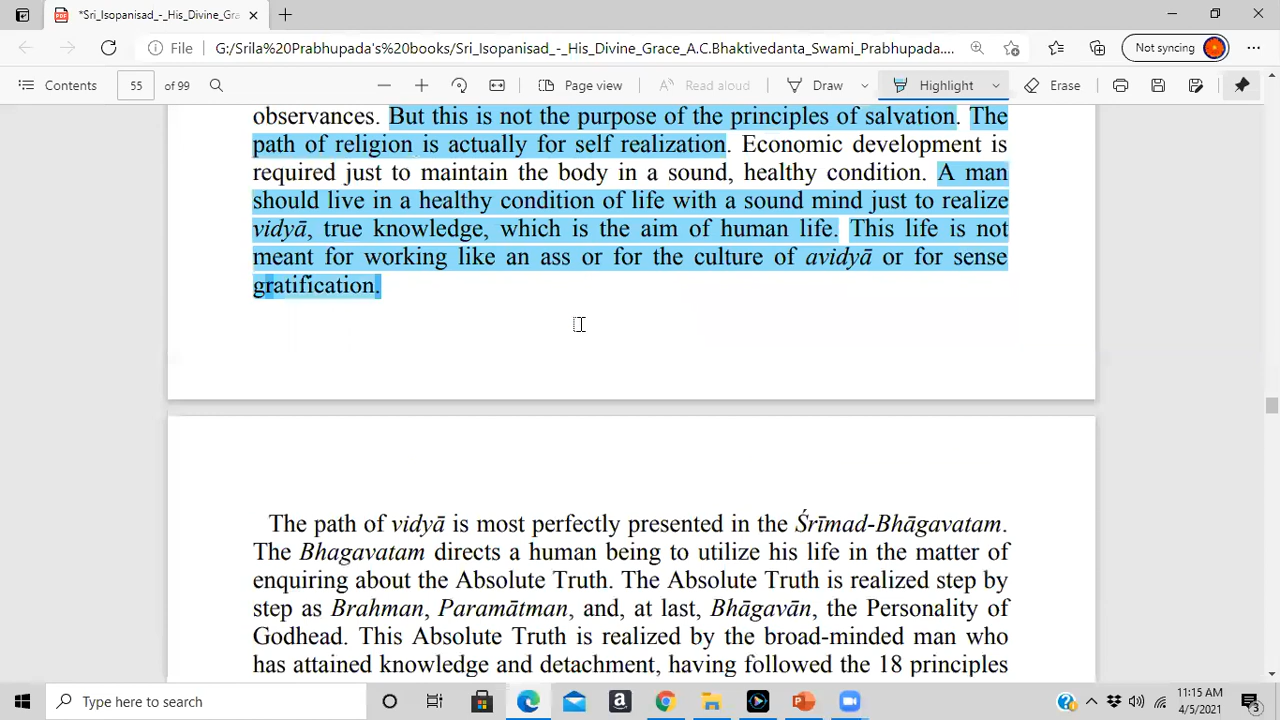 *Sri_Isopanisad_-_His_Divine_Gra
File
G:/Srila%20Prabhupada's%20books/Sri_Isopanisad_-_His_Divine_Grace_A.C.Bhaktivedanta_Swami_Prabhupada....
Not syncing
Contents
55
of 99
Page view
Read aloud
Draw
Highlight
Erase
observances. But this is not the purpose of the principles of salvation. The
path of religion is actually for self realization. Economic development is
required just to maintain the body in a sound, healthy condition. A man
should live in a healthy condition of life with a sound mind just to realize
vidyā, true knowledge, which is the aim of human life. This life is not
meant for working like an ass or for the culture of avidyā or for sense
gratification.
The path of vidyā is most perfectly presented in the Śrīmad-Bhāgavatam.
The Bhagavatam directs a human being to utilize his life in the matter of
enquiring about the Absolute Truth. The Absolute Truth is realized step by
step as Brahman, Paramātman, and, at last, Bhāgavān, the Personality of
Godhead. This Absolute Truth is realized by the broad-minded man who
has attained knowledge and detachment, having followed the 18 principles
Type here to search
11:15 AM
4/5/2021
3